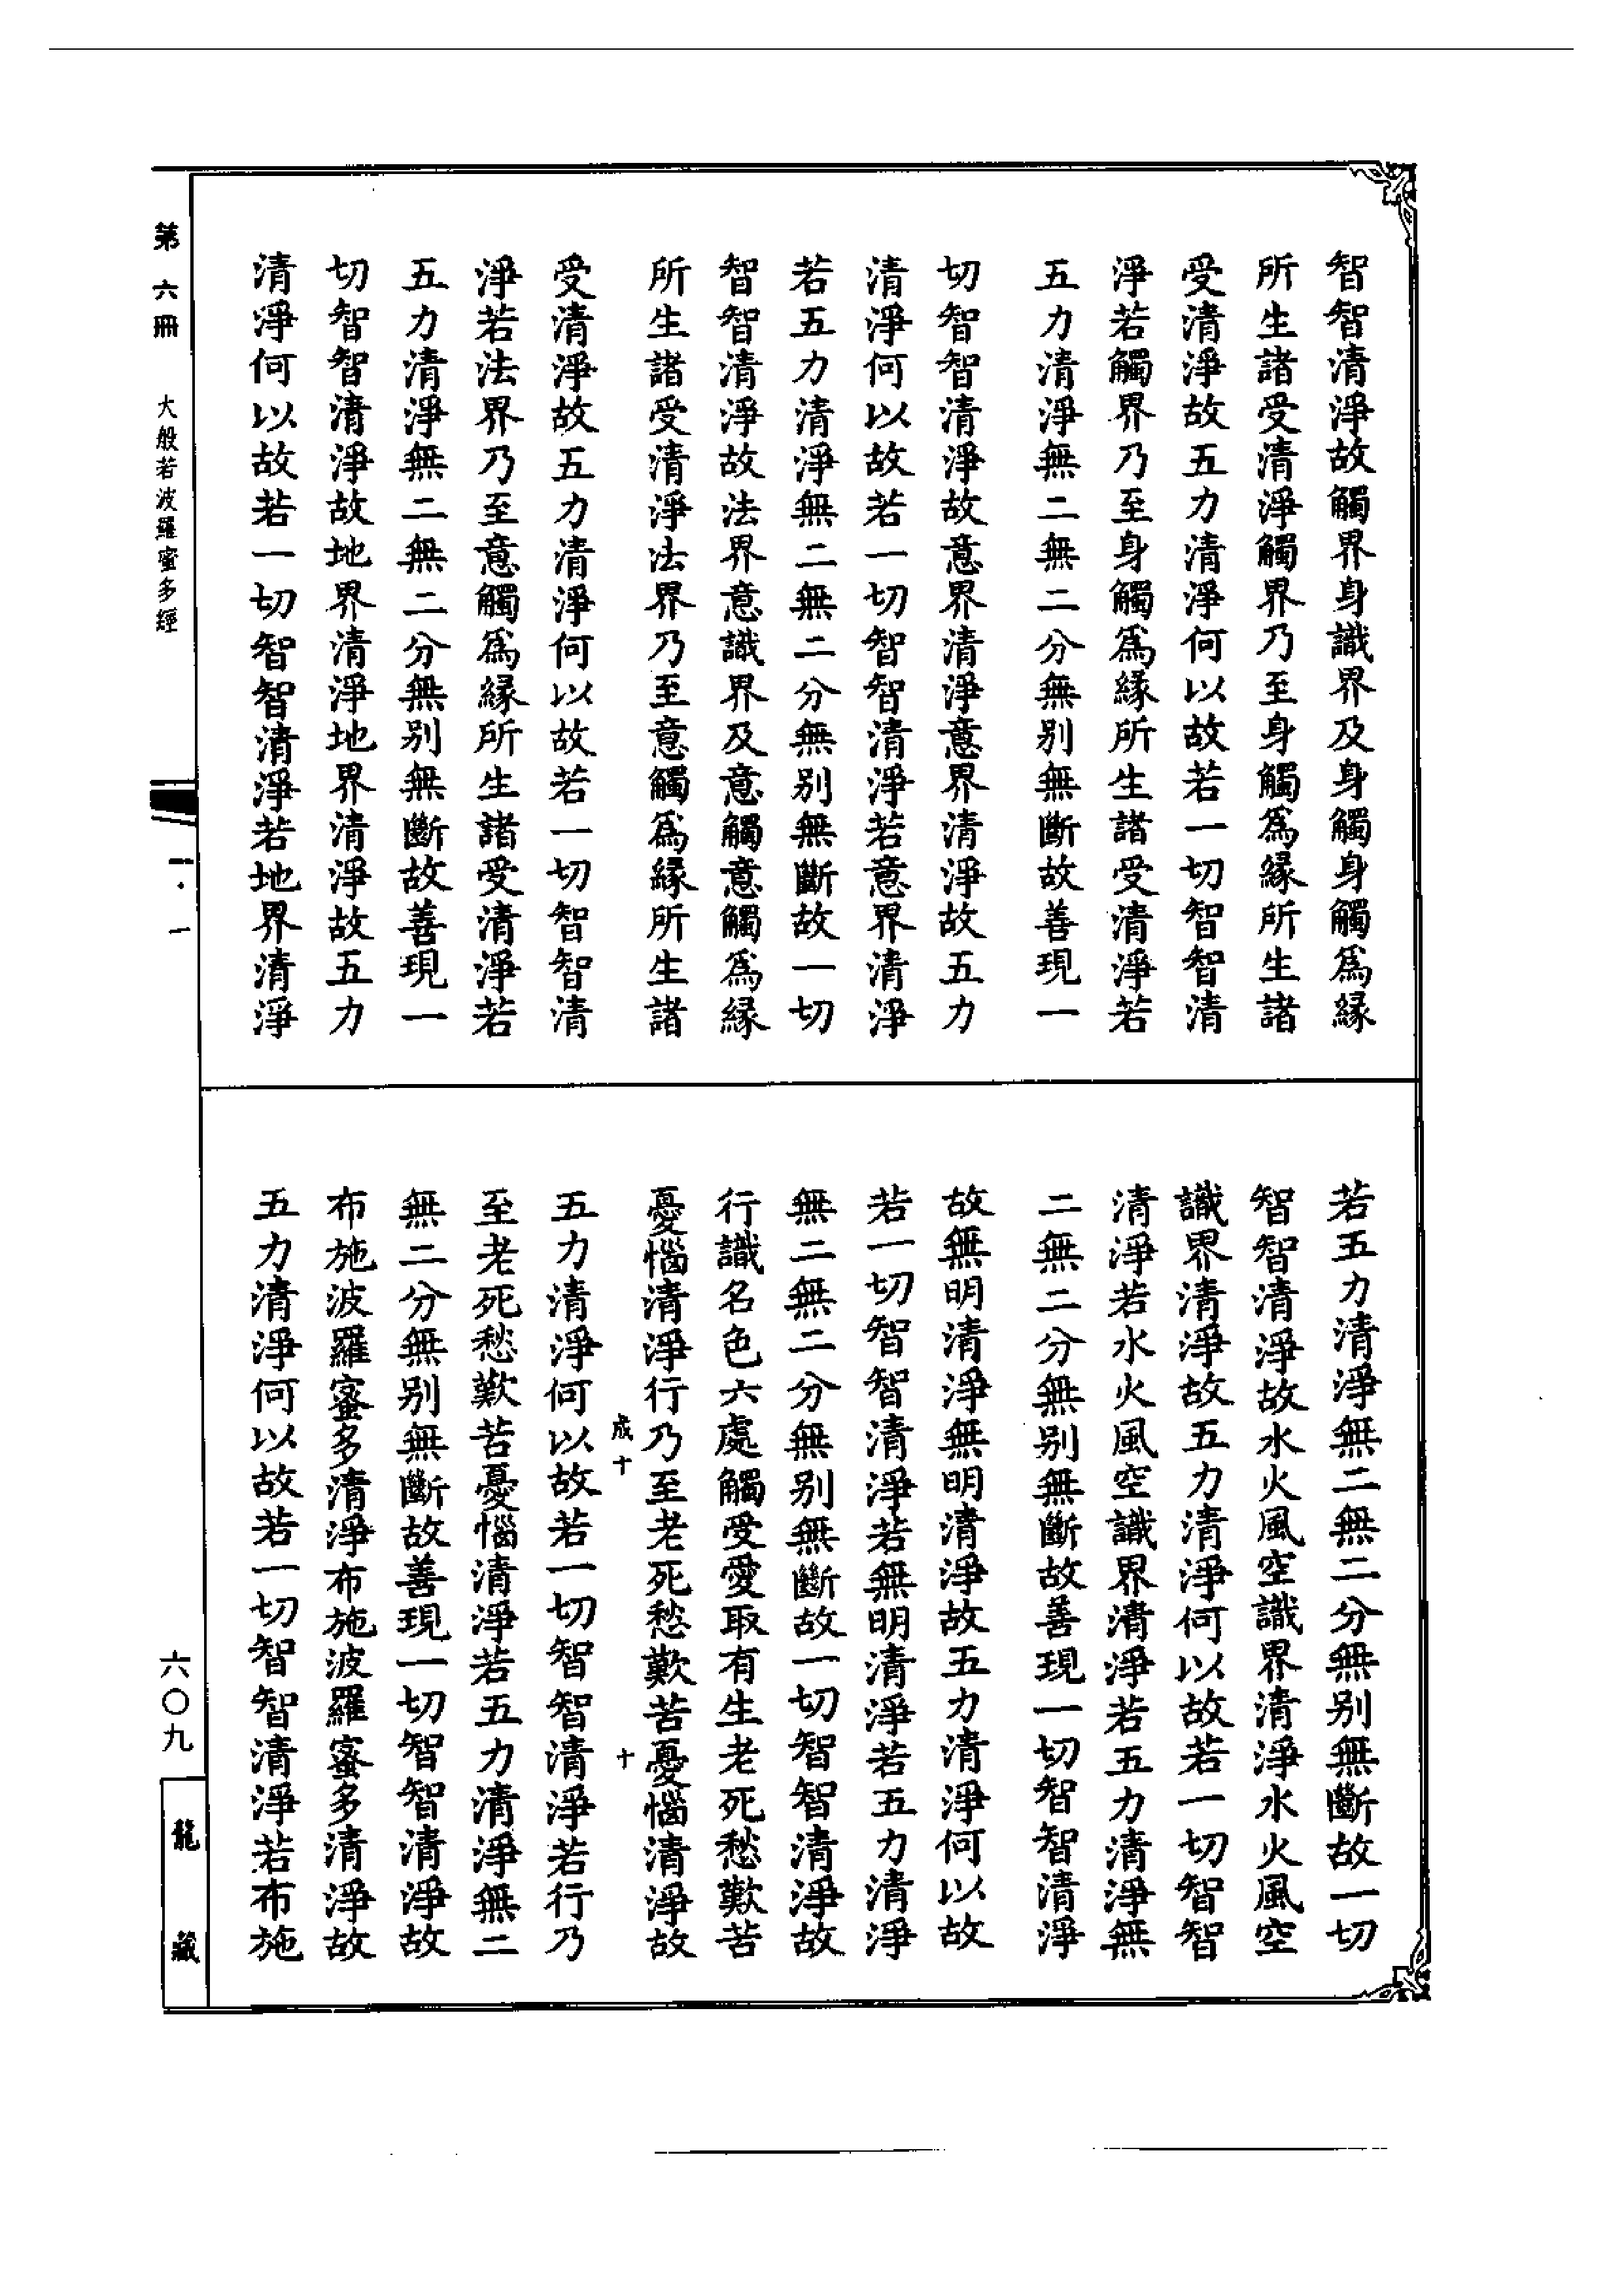 智智清淨故觸界身識界及身觸身觸爲緣
所生諸受清淨觸界乃至身觸爲緣所生諸
受清淨故五力清淨何以故若一切智智清
淨若觸界乃至身觸爲緣所生諸受清淨若
五力清淨無二無二分無别無斷故善現一
切智智清淨故意界清淨意界清淨故五力
清淨何以故若一切智智清淨若意界清淨
若五力清淨無二無二分無别無斷故一切
智智清淨故法界意識界及意觸意觸爲緣
所生諸受清淨法界乃至意觸爲緣所生諸
受清淨故五力清淨何以故若一切智智清
淨若法界乃至意觸爲緣所生諸受清淨若
五力清淨無二無二分無别無斷故善現一
切智智清淨故地界清淨地界清淨故五力
清淨何以故若一切智智清淨若地界清淨
若五力清淨無二無二分無别無斷故一切
智智清淨故水火風空識界清淨水火風空
識界清淨故五力清淨何以故若一切智智
清淨若水火風空識界清淨若五力清淨無
二無二分無别無斷故善現一切智智清淨
故無明清淨無明清淨故五力清淨何以故
若一切智智清淨若無明清淨若五力清淨
無二無二分無别無斷故一切智智清淨故
行識名色六處觸受愛取有生老死愁歎苦
憂惱清淨行乃至老死愁歎苦憂惱清淨故
成十 十
五力清淨何以故若一切智智清淨若行乃
至老死愁歎苦憂惱清淨若五力清淨無二
無二分無别無斷故善現一切智智清淨故
布施波羅蜜多清淨布施波羅蜜多清淨故
五力清淨何以故若一切智智清淨若布施
第六冊 大般若波羅蜜多經 六〇九
龍藏